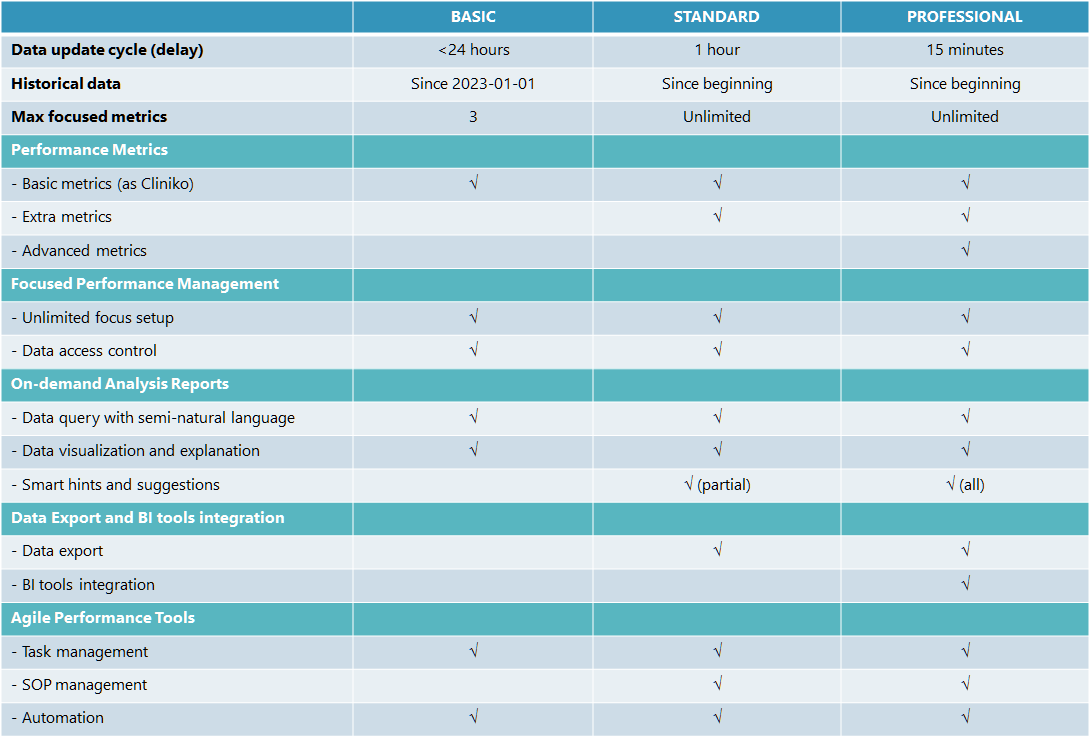 BASIC STANDARD PROFESSIONAL
Data update cycle (delay) <24 hours 1 hour 15 minutes
Historical data Since 2023-01-01 Since beginning Since beginning
Max focused metrics 3 Unlimited Unlimited
Performance Metrics
- Basic metrics (as Cliniko) √ √ √
- Extra metrics √ √
- Advanced metrics √
Focused Performance Management
- Unlimited focus setup √ √ √
- Data access control √ √ √
On-demand Analysis Reports
- Data query with semi-natural language √ √ √
- Data visualization and explanation √ √ √
- Smart hints and suggestions √ (partial) √ (all)
Data Export and BI tools integration
- Data export √ √
- BI tools integration √
Agile Performance Tools
- Task management √ √ √
- SOP management √ √
- Automation √ √ √